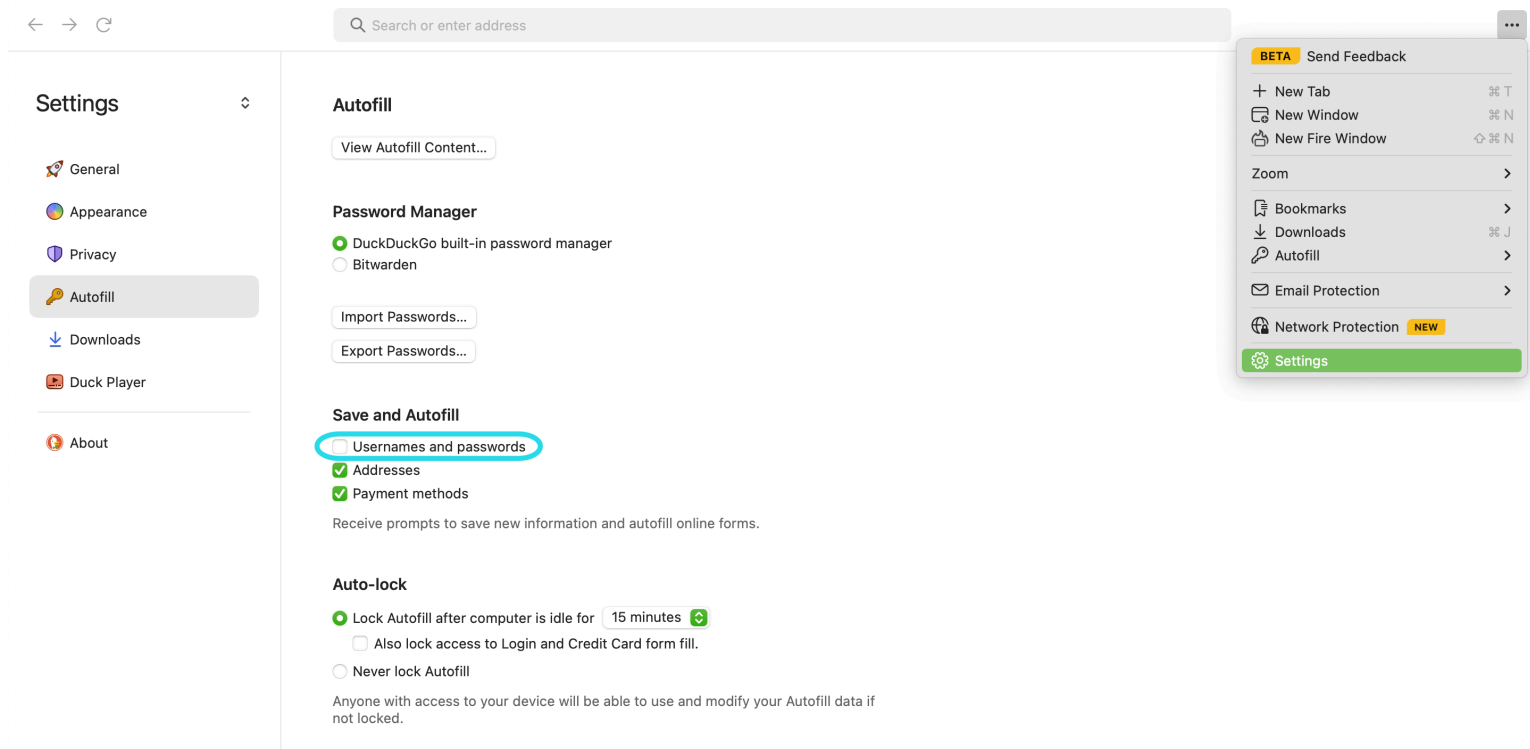 Search or enter address
Settings
General
Appearance
Privacy
Autofill
Downloads
Duck Player
About
Autofill
View Autofill Content...
Password Manager
DuckDuckGo built-in password manager
Bitwarden
Import Passwords...
Export Passwords...
Save and Autofill
Usernames and passwords
Addresses
Payment methods
Receive prompts to save new information and autofill online forms.
Auto-lock
Lock Autofill after computer is idle for 15 minutes
Also lock access to Login and Credit Card form fill.
Never lock Autofill
Anyone with access to your device will be able to use and modify your Autofill data if
not locked.
BETA Send Feedback
New Tab ⌘ T
New Window ⌘ N
New Fire Window ⇧ ⌘ N
Zoom
Bookmarks
Downloads ⌘ J
Autofill
Email Protection
Network Protection NEW
Settings